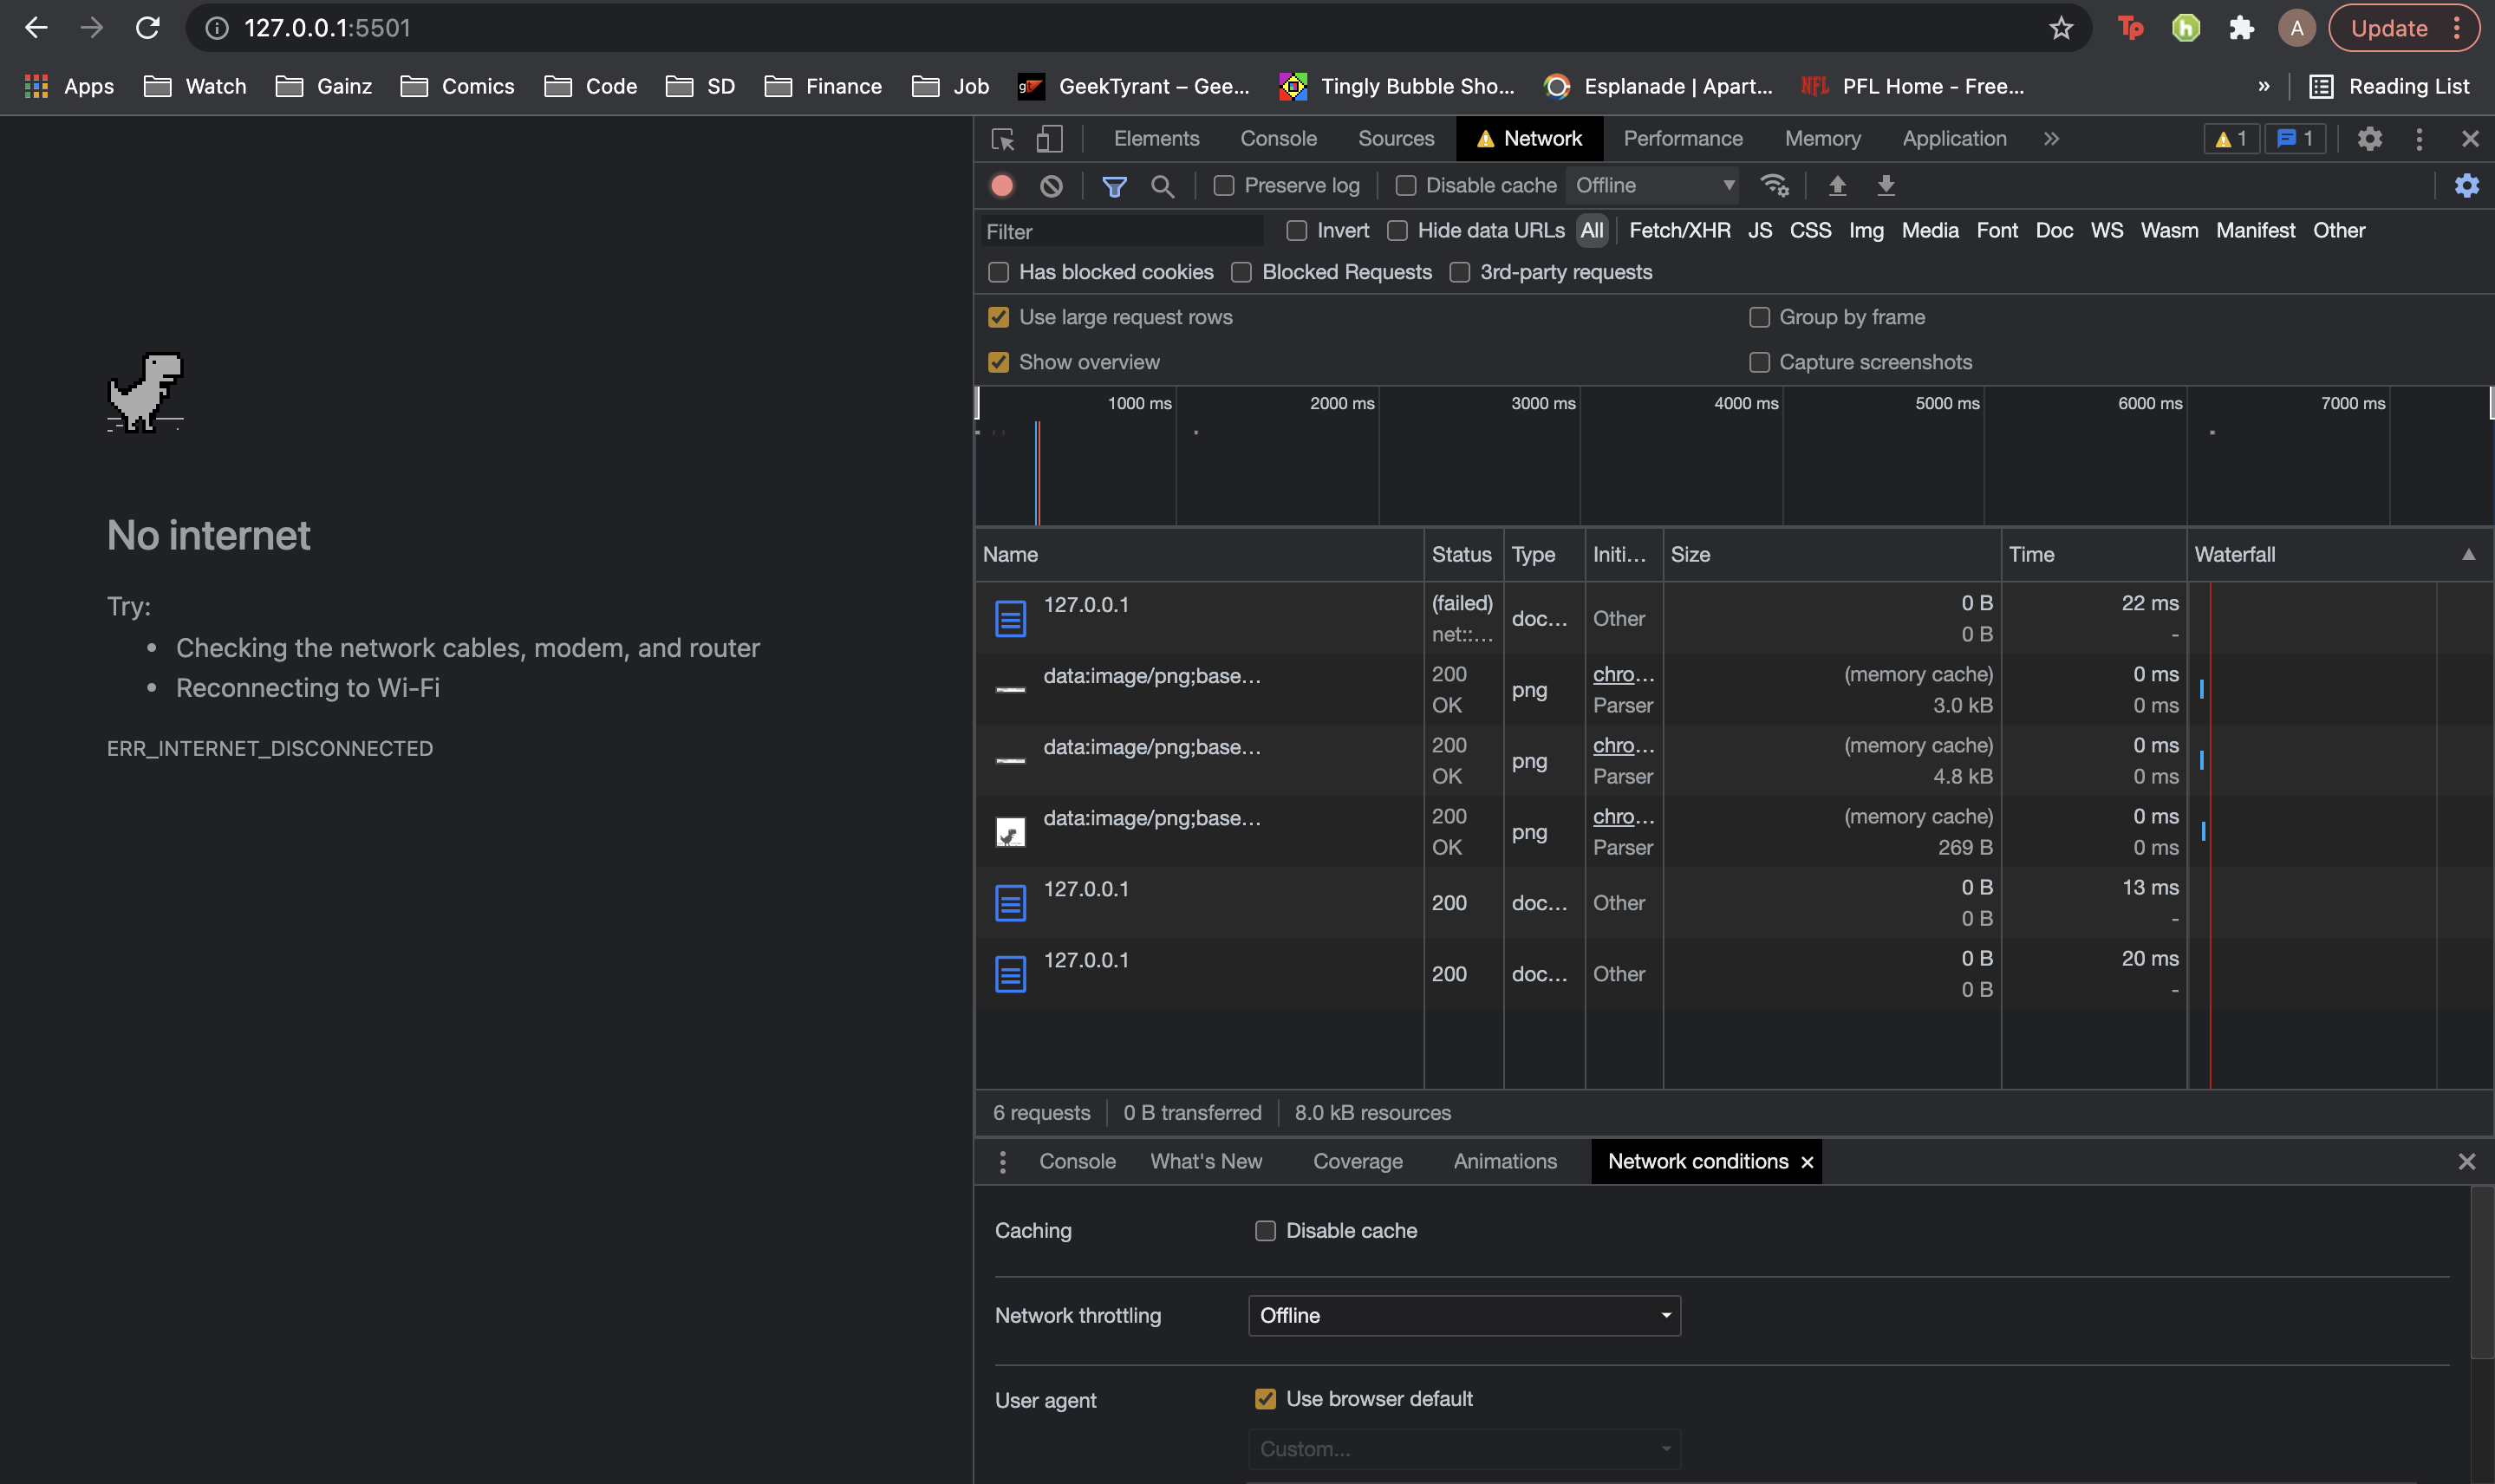 127.0.0.1:5501
Tp
h
A
Update
Apps Watch Gainz Comics Code SD Finance Job GeekTyrant – Gee... Tingly Bubble Sho... Esplanade | Apart... NFL PFL Home - Free... » Reading List
Elements Console Sources Network Performance Memory Application » 1 1
Preserve log Disable cache Offline
Filter Invert Hide data URLs All Fetch/XHR JS CSS Img Media Font Doc WS Wasm Manifest Other
Has blocked cookies Blocked Requests 3rd-party requests
Use large request rows Group by frame
Show overview Capture screenshots
1000 ms 2000 ms 3000 ms 4000 ms 5000 ms 6000 ms 7000 ms
No internet
Try:
• Checking the network cables, modem, and router
• Reconnecting to Wi-Fi
ERR_INTERNET_DISCONNECTED
Name Status Type Initi... Size Time Waterfall
127.0.0.1 (failed) doc... Other 0 B 22 ms
net::... 0 B -
data:image/png;base... 200 png chro... (memory cache) 0 ms
OK Parser 3.0 kB 0 ms
data:image/png;base... 200 png chro... (memory cache) 0 ms
OK Parser 4.8 kB 0 ms
data:image/png;base... 200 png chro... (memory cache) 0 ms
OK Parser 269 B 0 ms
127.0.0.1 200 doc... Other 0 B 13 ms
0 B -
127.0.0.1 200 doc... Other 0 B 20 ms
0 B -
6 requests 0 B transferred 8.0 kB resources
Console What's New Coverage Animations Network conditions
Caching Disable cache
Network throttling Offline
User agent Use browser default
Custom...